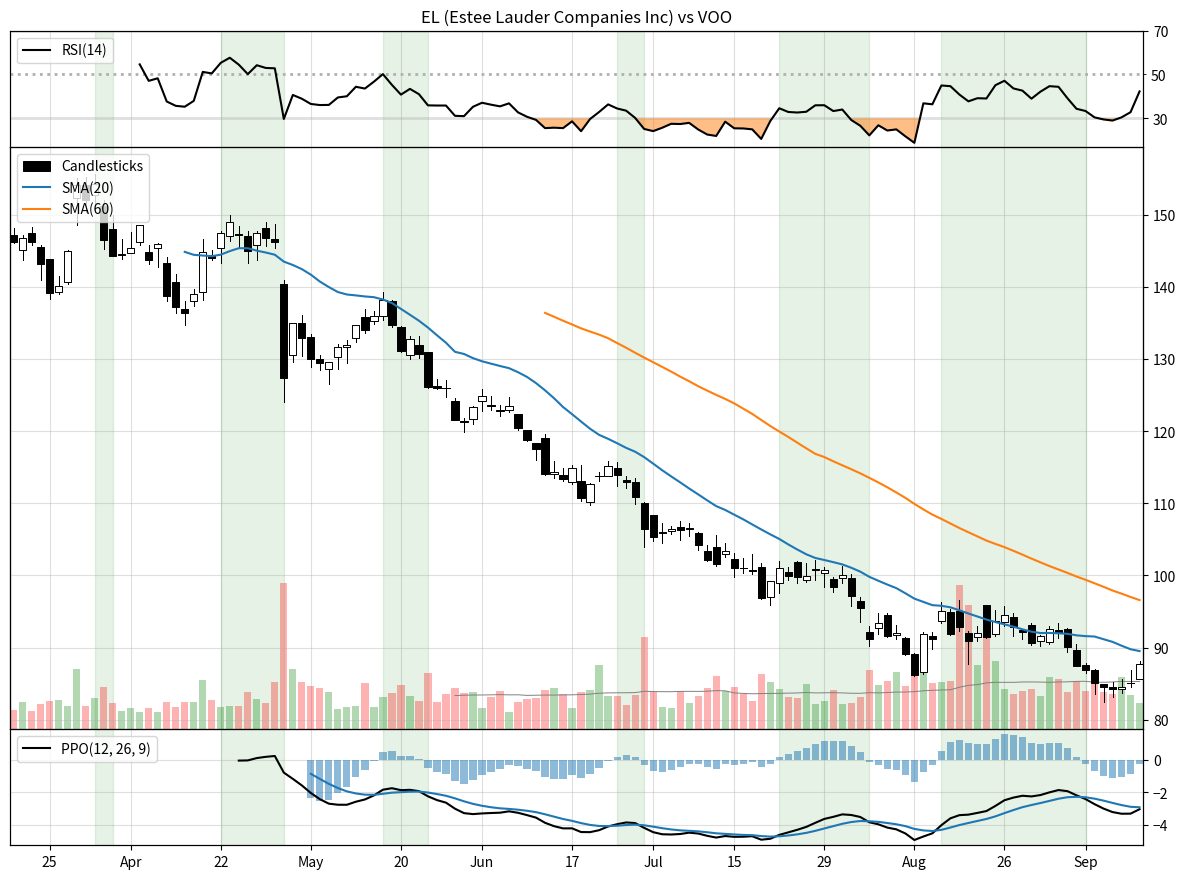 EL (Estee Lauder Companies Inc) vs VOO
RSI(14)
70
50
30
Candlesticks
SMA(20)
SMA(60)
150
140
130
120
110
100
90
80
PPO(12, 26, 9)
0
−2
−4
25 Apr 22 May 20 Jun 17 Jul 15 29 Aug 26 Sep